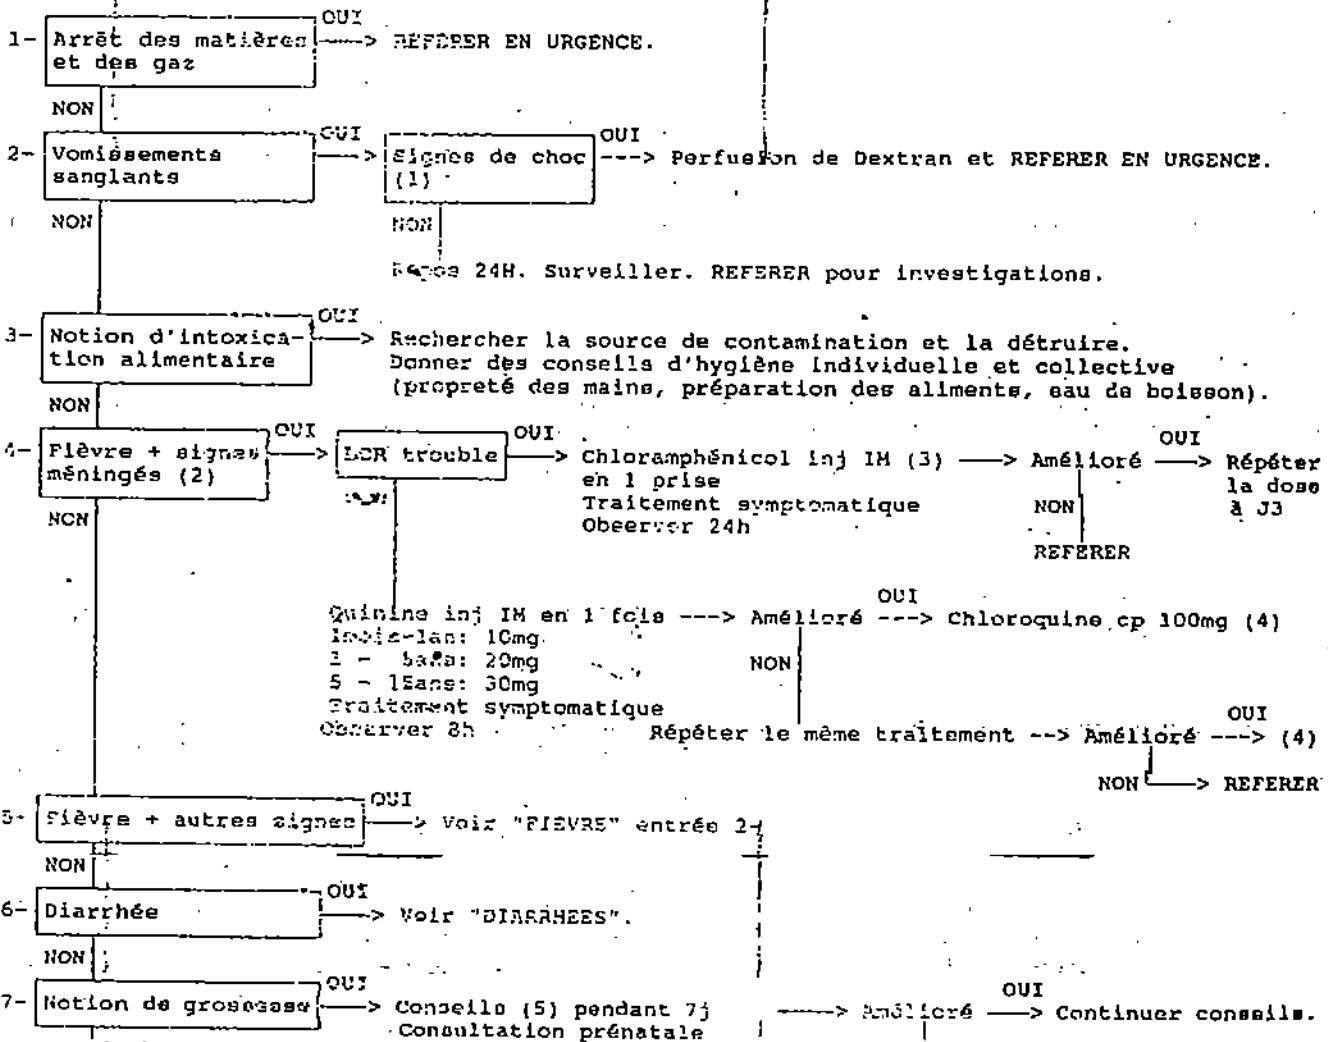 OUI
1- Arrêt des matières ----> REFERER EN URGENCE.
et des gaz
NON
OUI OUI
2- Vomissements ----> Signes de choc ---> Perfusion de Dextran et REFERER EN URGENCE.
sanglants (1)
NON NON
Repos 24H. Surveiller. REFERER pour investigations.
OUI
3- Notion d'intoxica- ----> Rechercher la source de contamination et la détruire.
tion alimentaire Donner des conseils d'hygiène individuelle et collective
(propreté des mains, préparation des aliments, eau de boisson).
NON
OUI OUI OUI
4- Fièvre + signes ----> LCR trouble ----> Chloramphénicol inj IM (3) ----> Amélioré ----> Répéter
méningés (2) en 1 prise la dose
Traitement symptomatique NON à J3
NON NON Observer 24h
REFERER
OUI
Quinine inj IM en 1 fois ---> Amélioré ---> Chloroquine cp 100mg (4)
10mg
20mg
5 - 15ans: 30mg NON
Traitement symptomatique
Observer 8h OUI
Répéter le même traitement --> Amélioré ---> (4)
NON ----> REFERER
OUI
5- Fièvre + autres signes ----> Voir "FIEVRE" entrée 2-
NON
OUI
6- Diarrhée ----> Voir "DIARRHEES".
NON
OUI OUI
7- Notion de grossesse ----> Conseils (5) pendant 7j ----> Amélioré ----> Continuer conseils.
Consultation prénatale